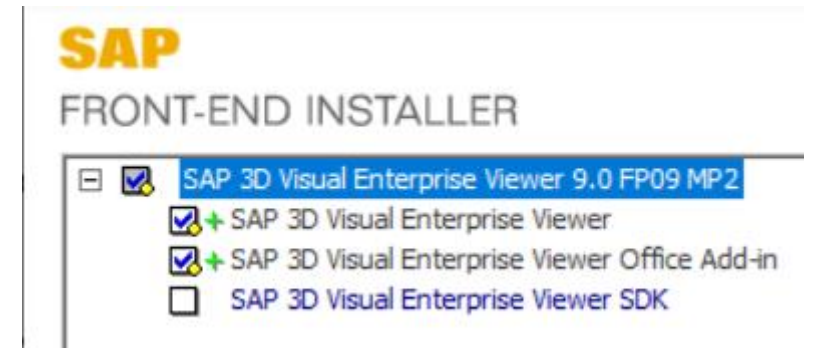 SAP
FRONT-END INSTALLER
SAP 3D Visual Enterprise Viewer 9.0 FP09 MP2
SAP 3D Visual Enterprise Viewer
SAP 3D Visual Enterprise Viewer Office Add-in
SAP 3D Visual Enterprise Viewer SDK